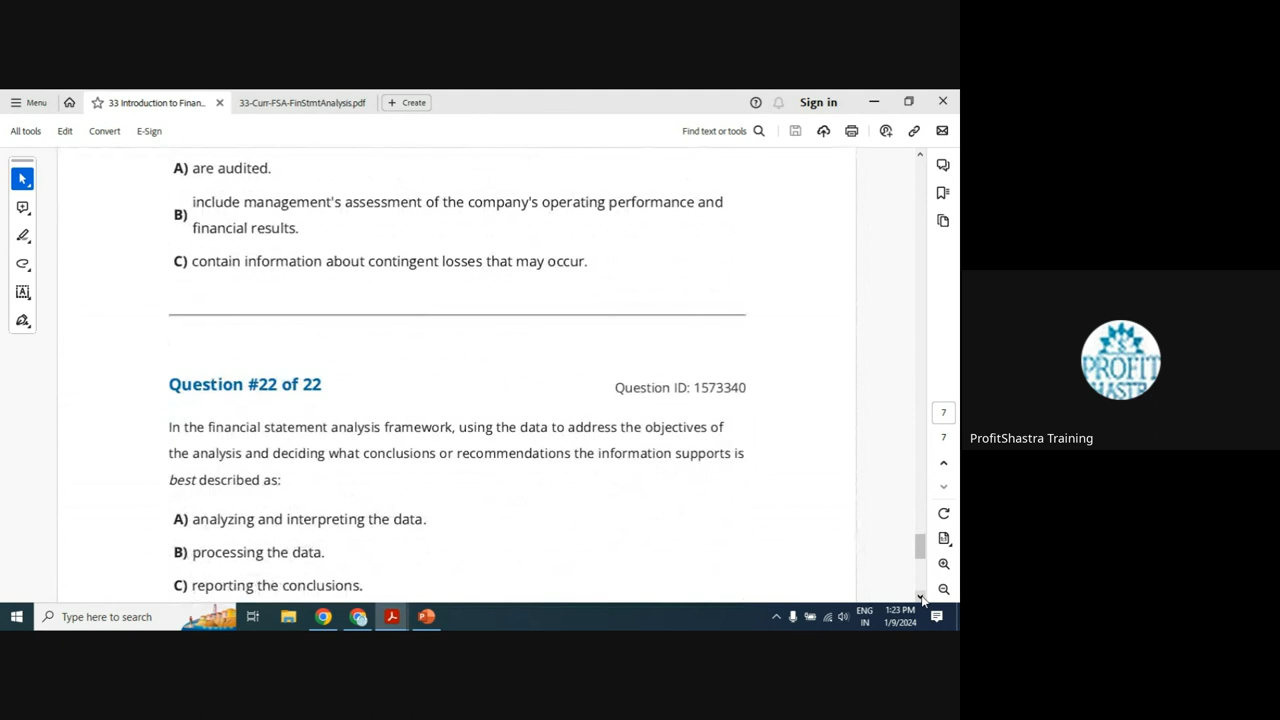 Menu
33 Introduction to Finan...
33-Curr-FSA-FinStmtAnalysis.pdf
Create
Sign in
All tools
Edit
Convert
E-Sign
Find text or tools
A) are audited.
include management's assessment of the company's operating performance and
B)
financial results.
C) contain information about contingent losses that may occur.
Question #22 of 22
Question ID: 1573340
In the financial statement analysis framework, using the data to address the objectives of
the analysis and deciding what conclusions or recommendations the information supports is
best described as:
A) analyzing and interpreting the data.
B) processing the data.
C) reporting the conclusions.
7
7
Type here to search
ENG
IN
1:23 PM
1/9/2024
PROFIT
SHASTR
ProfitShastra Training